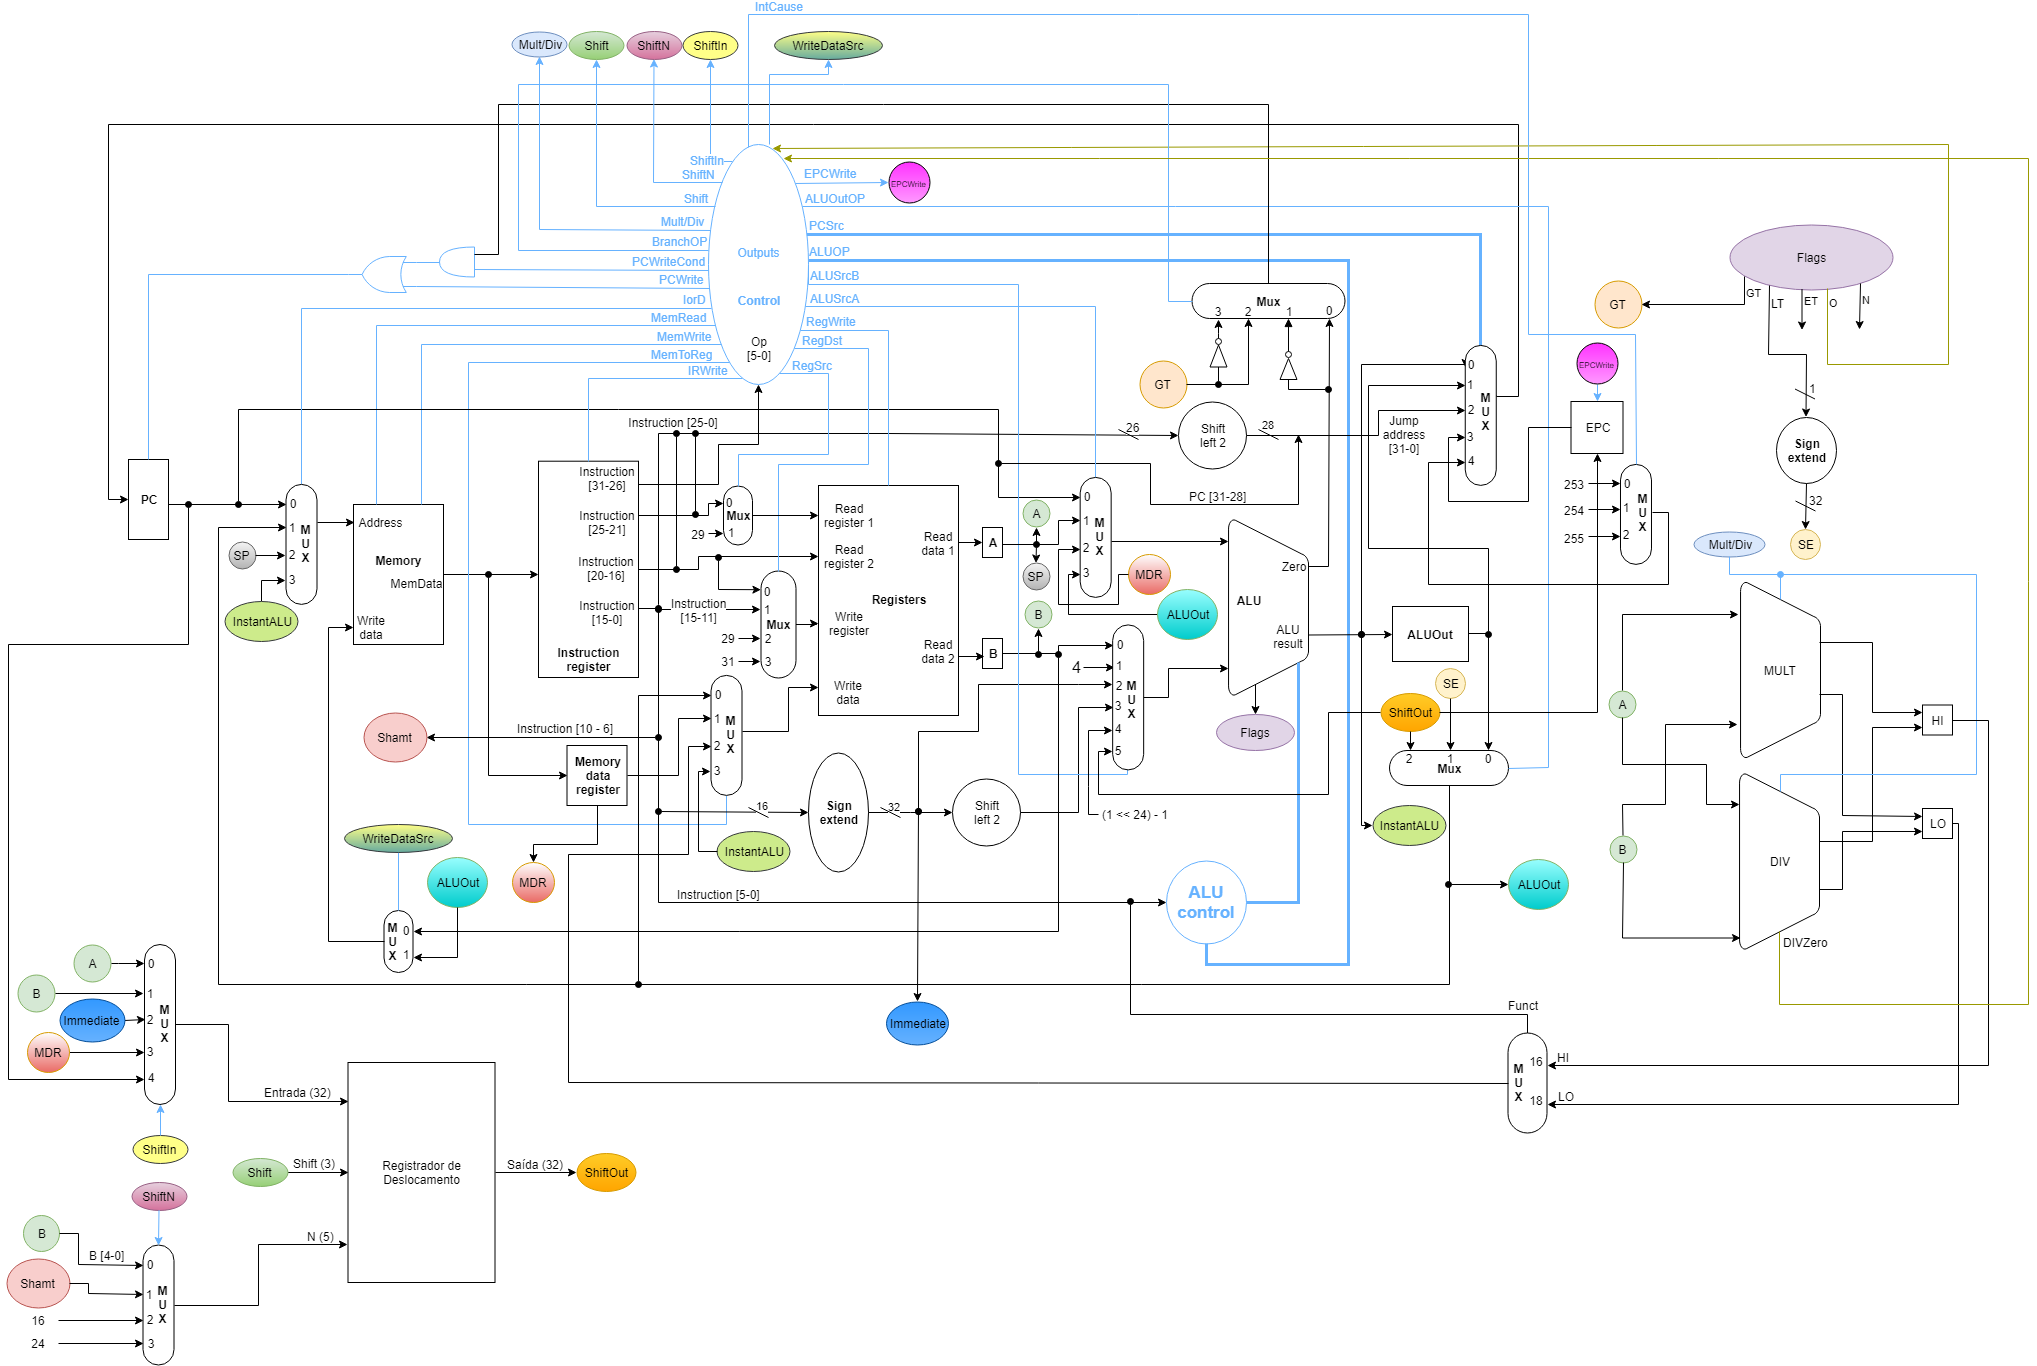 IntCause
Mult/Div
Shift
ShiftN
ShiftIn
WriteDataSrc
ShiftIn
ShiftN
Shift
Mult/Div
BranchOP
PCWriteCond
PCWrite
IorD
MemRead
MemWrite
MemToReg
IRWrite
Outputs
Control
Op
[5-0]
EPCWrite
ALUOutOP
PCSrc
ALUOP
ALUSrcB
ALUSrcA
RegWrite
RegDst
RegSrc
EPCWrite
Mux
3
2
1
0
GT
Flags
GT
LT
ET
O
N
GT
EPCWrite
EPC
1
Sign
extend
32
SE
253
254
255
0
1
2
M
U
X
0
1
2
3
4
M
U
X
Instruction [25-0]
26
Shift
left 2
28
Jump
address
[31-0]
PC [31-28]
PC
0
1
2
3
M
U
X
SP
InstantALU
Address
Memory
MemData
Write
data
Instruction
[31-26]
Instruction
[25-21]
Instruction
[20-16]
Instruction
[15-0]
Instruction
register
0
Mux
1
29
Instruction
[15-11]
0
1
Mux
2
3
29
31
Read
register 1
Read
register 2
Registers
Write
register
Write
data
Read
data 1
Read
data 2
A
B
A
SP
B
0
1
2
3
M
U
X
MDR
ALUOut
4
0
1
2
3
4
5
M
U
X
(1 << 24) - 1
Zero
ALU
ALU
result
Flags
ALUOut
SE
ShiftOut
2
1
0
Mux
InstantALU
ALUOut
Mult/Div
MULT
DIV
DIVZero
A
B
HI
LO
Shamt
Instruction [10 - 6]
Memory
data
register
MDR
0
1
2
3
M
U
X
InstantALU
16
Sign
extend
32
Shift
left 2
Instruction [5-0]
ALU
control
Immediate
WriteDataSrc
ALUOut
M
U
X
0
1
Funct
M
U
X
16
18
HI
LO
A
B
Immediate
MDR
0
1
2
3
4
M
U
X
ShiftIn
Entrada (32)
Shift
Shift (3)
Registrador de
Deslocamento
Saída (32)
ShiftOut
ShiftN
N (5)
B
B [4-0]
Shamt
16
24
0
1
2
3
M
U
X